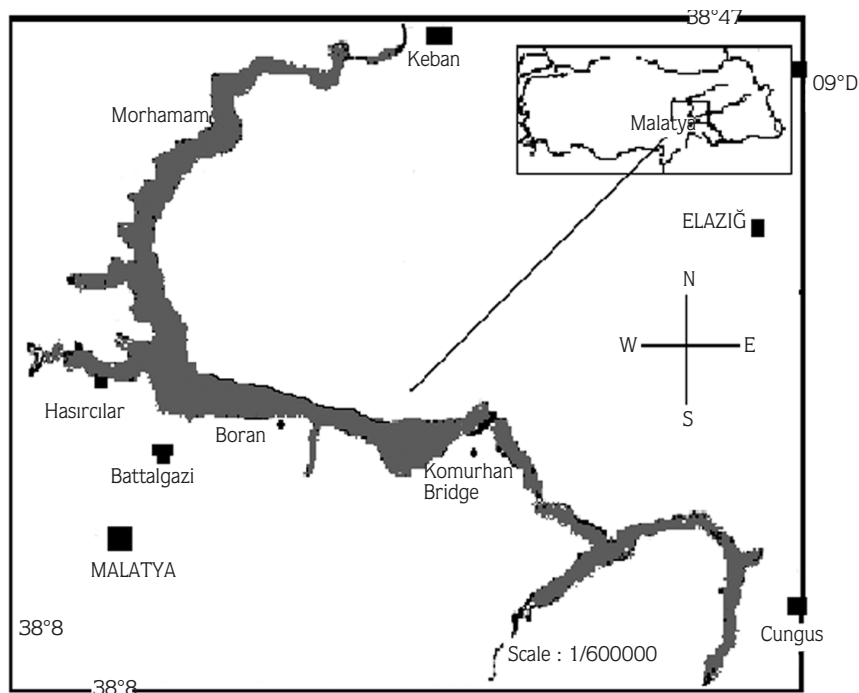 38°47
Keban
09°D
Morhamam
Malatya
ELAZIĞ
N
W
E
S
Hasırcılar
Boran
Battalgazi
Komurhan
Bridge
MALATYA
38°8
Cungus
Scale : 1/600000
38°8